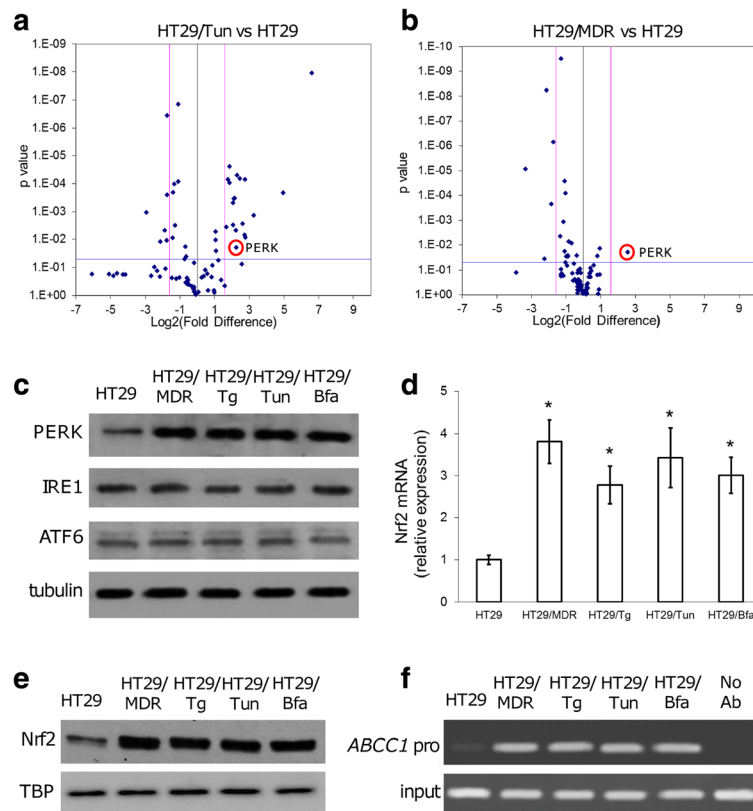 a
HT29/Tun vs HT29
1.E-09
1.E-08
1.E-07
1.E-06
1.E-05
1.E-04
1.E-03
1.E-02
1.E-01
1.E+00
p value
PERK
-7 -5 -3 -1 1 3 5 7 9
Log2(Fold Difference)
b
HT29/MDR vs HT29
1.E-10
1.E-09
1.E-08
1.E-07
1.E-06
1.E-05
1.E-04
1.E-03
1.E-02
1.E-01
1.E+00
p value
PERK
-7 -5 -3 -1 1 3 5 7 9
Log2(Fold Difference)
c
HT29 HT29/MDR HT29/Tg HT29/Tun HT29/Bfa
PERK
IRE1
ATF6
tubulin
d
Nrf2 mRNA
(relative expression)
5
4
3
2
1
0
* * * *
HT29 HT29/MDR HT29/Tg HT29/Tun HT29/Bfa
e
HT29 HT29/MDR HT29/Tg HT29/Tun HT29/Bfa
Nrf2
TBP
f
HT29 HT29/MDR HT29/Tg HT29/Tun HT29/Bfa No Ab
ABCC1 pro
input